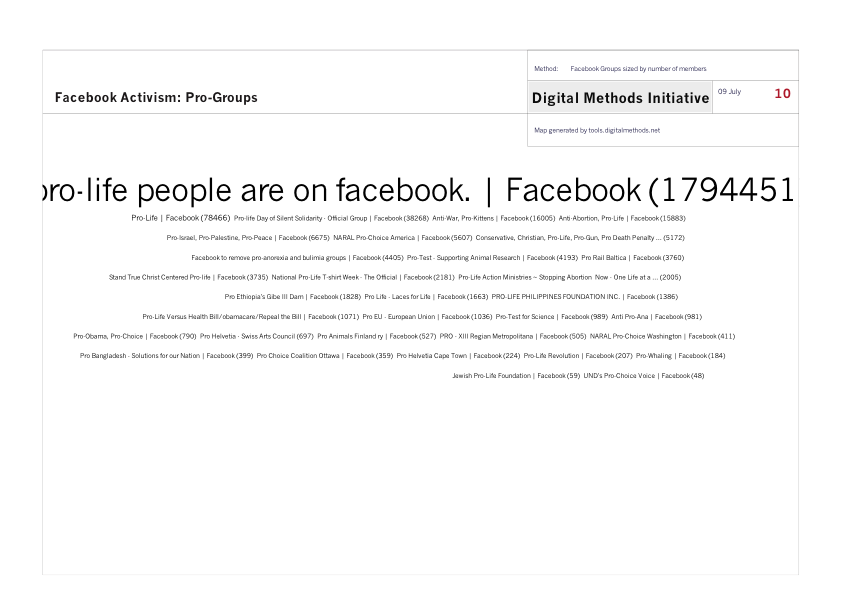 Method: Facebook Groups sized by number of members
Facebook Activism: Pro-Groups
Digital Methods Initiative
09 July
10
Map generated by tools.digitalmethods.net
pro-life people are on facebook. | Facebook (1794451
Pro-Life | Facebook (78466) Pro-life Day of Silent Solidarity - Official Group | Facebook (38268) Anti-War, Pro-Kittens | Facebook (16005) Anti-Abortion, Pro-Life | Facebook (15883)
Pro-Israel, Pro-Palestine, Pro-Peace | Facebook (6675) NARAL Pro-Choice America | Facebook (5607) Conservative, Christian, Pro-Life, Pro-Gun, Pro Death Penalty ... (5172)
Facebook to remove pro-anorexia and bulimia groups | Facebook (4405) Pro-Test - Supporting Animal Research | Facebook (4193) Pro Rail Baltica | Facebook (3760)
Stand True Christ Centered Pro-life | Facebook (3735) National Pro-Life T-shirt Week - The Official | Facebook (2181) Pro-Life Action Ministries ~ Stopping Abortion Now - One Life at a ... (2005)
Pro Ethiopia's Gibe III Dam | Facebook (1828) Pro Life - Laces for Life | Facebook (1663) PRO-LIFE PHILIPPINES FOUNDATION INC. | Facebook (1386)
Pro-Life Versus Health Bill/obamacare/Repeal the Bill | Facebook (1071) Pro EU - European Union | Facebook (1036) Pro-Test for Science | Facebook (989) Anti Pro-Ana | Facebook (981)
Pro-Obama, Pro-Choice | Facebook (790) Pro Helvetia - Swiss Arts Council (697) Pro Animals Finland ry | Facebook (527) PRO - XIII Regian Metropolitana | Facebook (505) NARAL Pro-Choice Washington | Facebook (411)
Pro Bangladesh - Solutions for our Nation | Facebook (399) Pro Choice Coalition Ottawa | Facebook (359) Pro Helvetia Cape Town | Facebook (224) Pro-Life Revolution | Facebook (207) Pro-Whaling | Facebook (184)
Jewish Pro-Life Foundation | Facebook (59) UND's Pro-Choice Voice | Facebook (48)